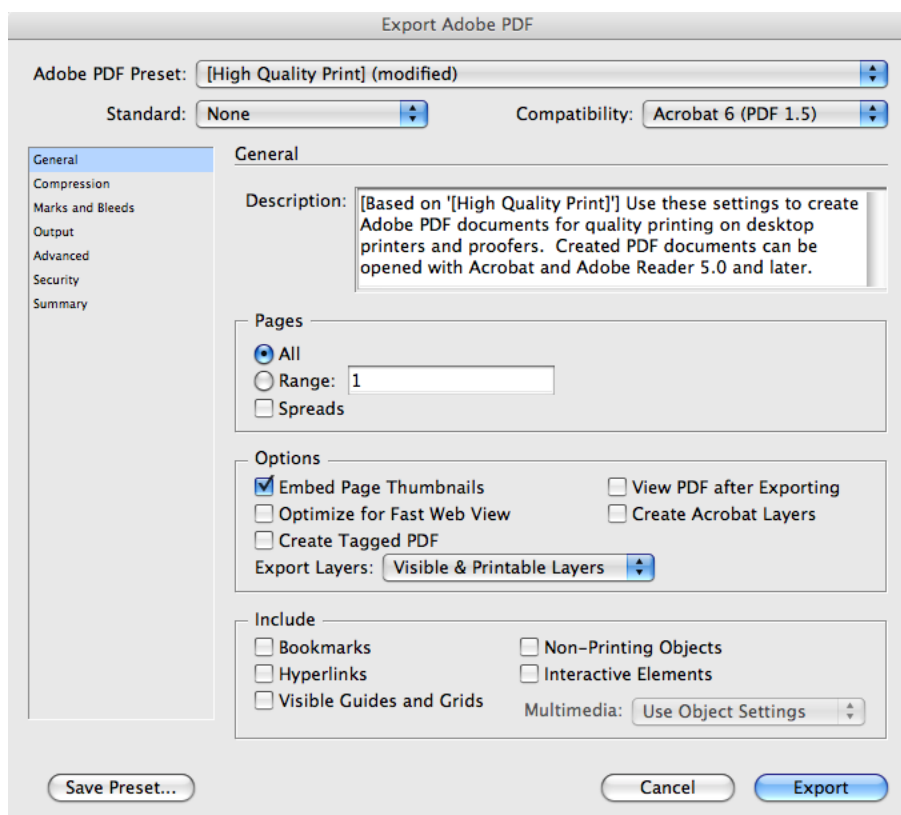 Export Adobe PDF
Adobe PDF Preset: [High Quality Print] (modified)
Standard: None Compatibility: Acrobat 6 (PDF 1.5)
General
Compression
Marks and Bleeds
Output
Advanced
Security
Summary
General
Description: [Based on '[High Quality Print]'] Use these settings to create
Adobe PDF documents for quality printing on desktop
printers and proofers.  Created PDF documents can be
opened with Acrobat and Adobe Reader 5.0 and later.
Pages
All
Range: 1
Spreads
Options
Embed Page Thumbnails View PDF after Exporting
Optimize for Fast Web View Create Acrobat Layers
Create Tagged PDF
Export Layers: Visible & Printable Layers
Include
Bookmarks Non-Printing Objects
Hyperlinks Interactive Elements
Visible Guides and Grids
Multimedia: Use Object Settings
Save Preset... Cancel Export